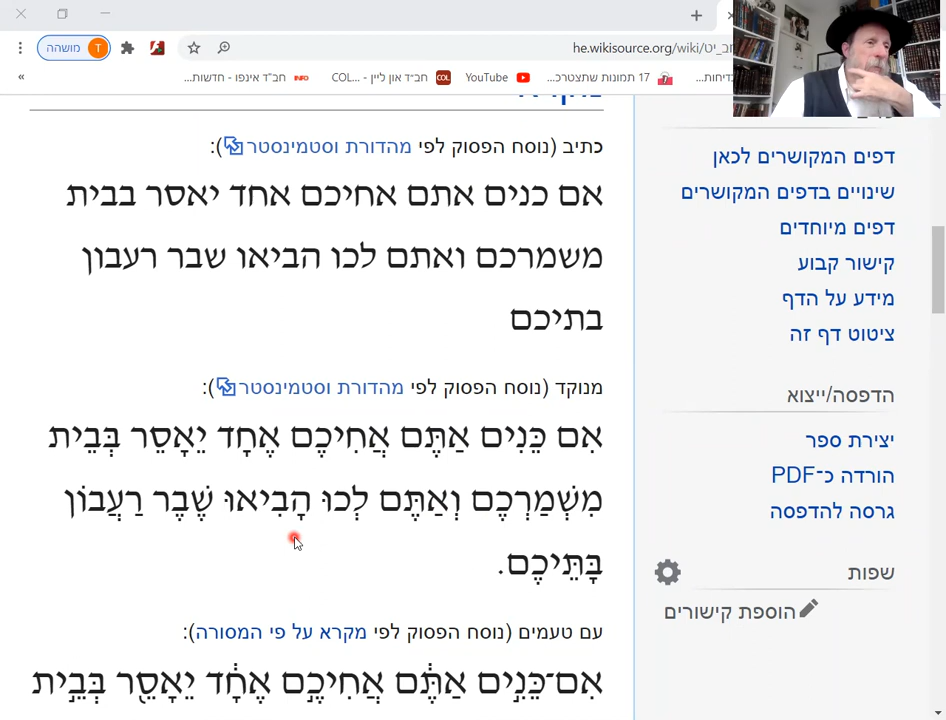 מושהה
he.wikisource.org/wiki/
«
חב״ד אינפו - חדשות...
COL... - חב״ד און ליין
COL
YouTube
17 תמונות שתצטרכ...
כתיב (נוסח הפסוק לפי מהדורת וסטמינסטר):
אם כנים אתם אחיכם אחד יאסר בבית
משמרכם ואתם לכו הביאו שבר רעבון
בתיכם
מנוקד (נוסח הפסוק לפי מהדורת וסטמינסטר):
אִם כֵּנִים אַתֶּם אֲחִיכֶם אֶחָד יֵאָסֵר בְּבֵית
מִשְׁמַרְכֶם וְאַתֶּם לְכוּ הָבִיאוּ שֶׁבֶר רַעֲבוֹן
בָּתֵּיכֶם.
עם טעמים (נוסח הפסוק לפי מקרא על פי המסורה):
אִם־כֵּנִ֣ים אַתֶּ֔ם אֲחִיכֶ֣ם אֶחָ֔ד יֵאָסֵ֖ר בְּבֵ֣ית
דפים המקושרים לכאן
שינויים בדפים המקושרים
דפים מיוחדים
קישור קבוע
מידע על הדף
ציטוט דף זה
הדפסה/ייצוא
יצירת ספר
הורדה כ־PDF
גרסה להדפסה
שפות
הוספת קישורים